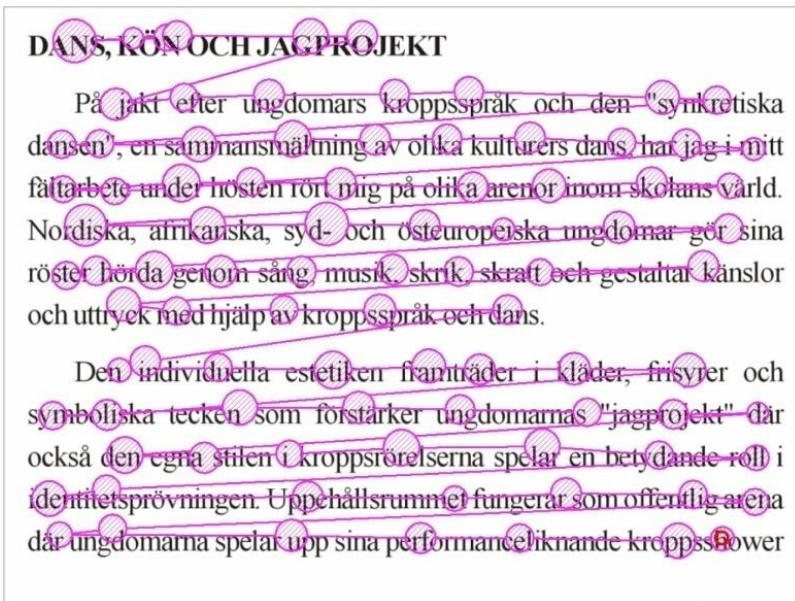 DANS, KÖN OCH JAGPROJEKT
På jakt efter ungdomars kroppsspråk och den "synkretiska
dansen", en sammansmältning av olika kulturers dans, har jag i mitt
fältarbete under hösten rört mig på olika arenor inom skolans värld.
Nordiska, afrikanska, syd- och östeuropeiska ungdomar gör sina
röster hörda genom sång, musik, skrik, skratt och gestaltar känslor
och uttryck med hjälp av kroppsspråk och dans.
Den individuella estetiken framträder i kläder, frisyrer och
symboliska tecken som förstärker ungdomarnas "jagprojekt" där
också den egna stilen i kroppsrörelserna spelar en betydande roll i
identitetsprövningen. Uppehållsrummet fungerar som offentlig arena
där ungdomarna spelar upp sina performanceliknande kroppsshower